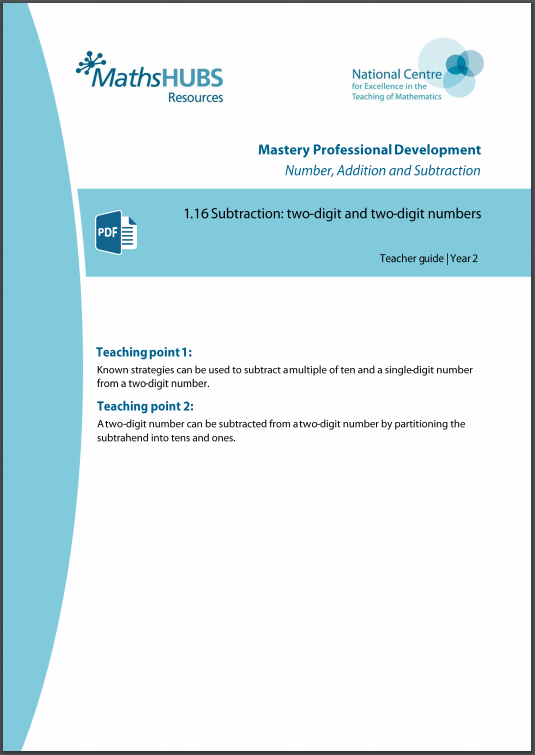 MathsHUBS
Resources
National Centre
for Excellence in the
Teaching of Mathematics
Mastery Professional Development
Number, Addition and Subtraction
1.16 Subtraction: two-digit and two-digit numbers
PDF
Teacher guide | Year 2
Teaching point 1:
Known strategies can be used to subtract a multiple of ten and a single-digit number
from a two-digit number.
Teaching point 2:
A two-digit number can be subtracted from a two-digit number by partitioning the
subtrahend into tens and ones.